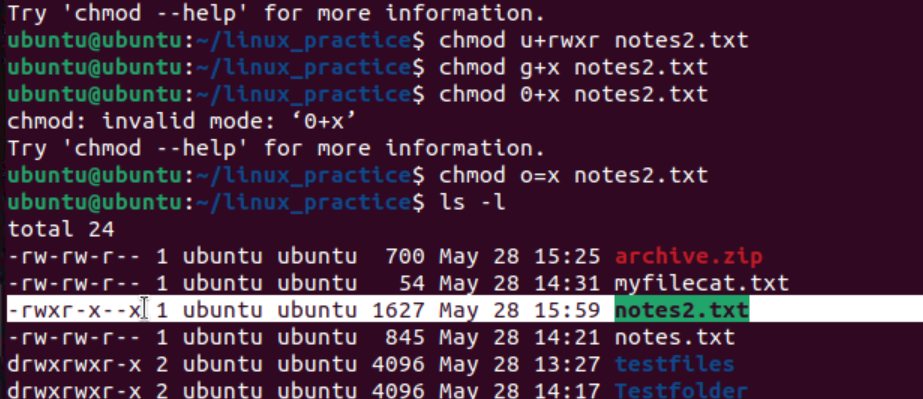 Try 'chmod --help' for more information.
ubuntu@ubuntu:~/linux_practice$ chmod u+rwxr notes2.txt
ubuntu@ubuntu:~/linux_practice$ chmod g+x notes2.txt
ubuntu@ubuntu:~/linux_practice$ chmod 0+x notes2.txt
chmod: invalid mode: ‘0+x’
Try 'chmod --help' for more information.
ubuntu@ubuntu:~/linux_practice$ chmod o=x notes2.txt
ubuntu@ubuntu:~/linux_practice$ ls -l
total 24
-rw-rw-r-- 1 ubuntu ubuntu  700 May 28 15:25 archive.zip
-rw-rw-r-- 1 ubuntu ubuntu   54 May 28 14:31 myfilecat.txt
-rwxr-x--x 1 ubuntu ubuntu 1627 May 28 15:59 notes2.txt
-rw-rw-r-- 1 ubuntu ubuntu  845 May 28 14:21 notes.txt
drwxrwxr-x 2 ubuntu ubuntu 4096 May 28 13:27 testfiles
drwxrwxr-x 2 ubuntu ubuntu 4096 May 28 14:17 Testfolder